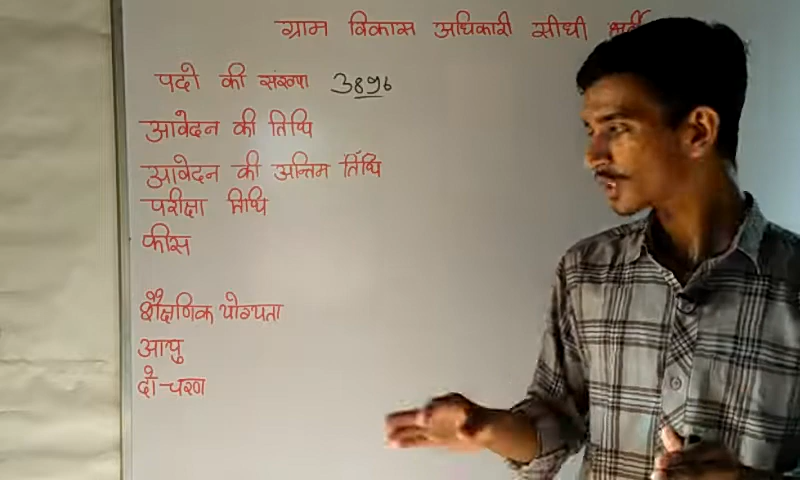 ग्राम विकास अधिकारी सीधी भर्ती
पदो की संख्या 3896
आवेदन की तिथि
आवेदन की अन्तिम तिथि
परीक्षा तिथि
फीस
शैक्षणिक योग्यता
आयु
दो-चरण